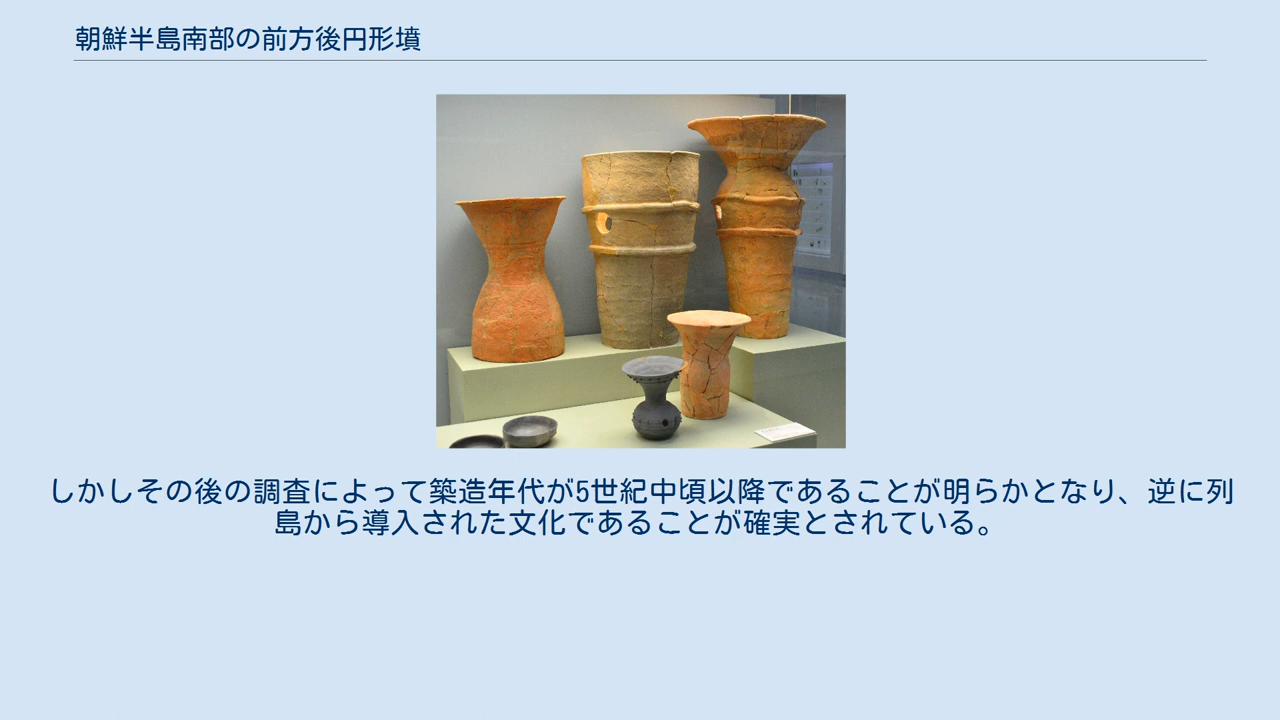 朝鮮半島南部の前方後円形墳
しかしその後の調査によって築造年代が5世紀中頃以降であることが明らかとなり、逆に列
島から導入された文化であることが確実とされている。